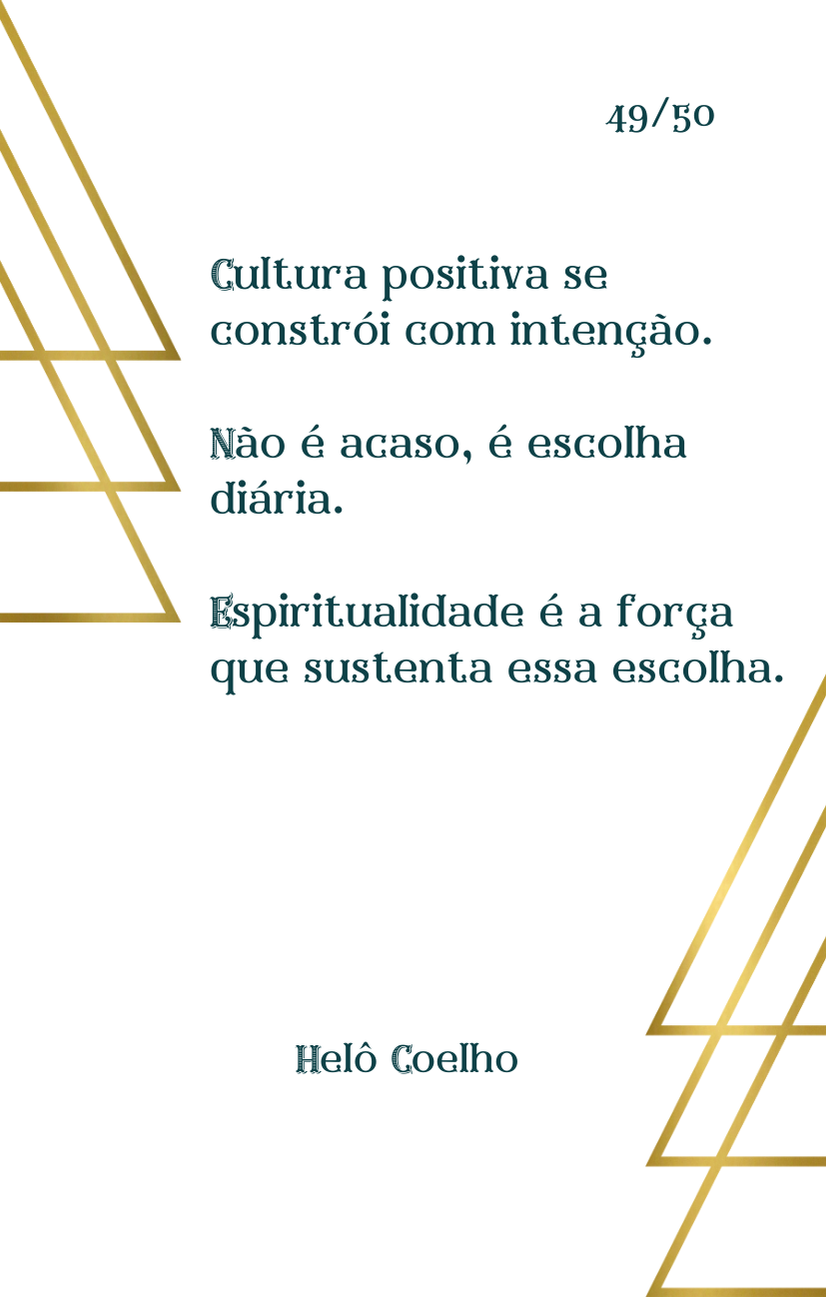 49/50
Cultura positiva se
constrói com intenção.
Não é acaso, é escolha
diária.
Espiritualidade é a força
que sustenta essa escolha.
Helô Coelho